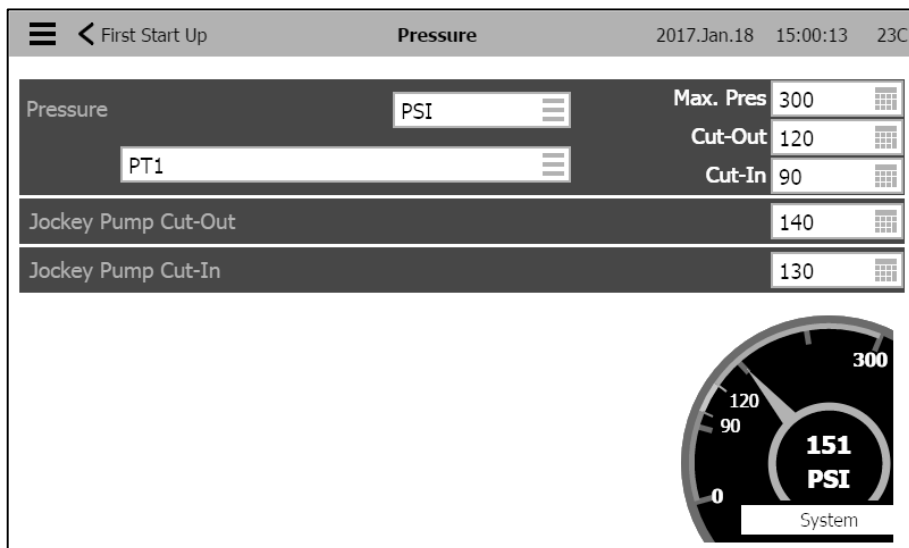 First Start Up Pressure 2017.Jan.18 15:00:13 23C
Pressure PSI Max. Pres 300
Cut-Out 120
PT1 Cut-In 90
Jockey Pump Cut-Out 140
Jockey Pump Cut-In 130
300
120
90
151
PSI
0
System